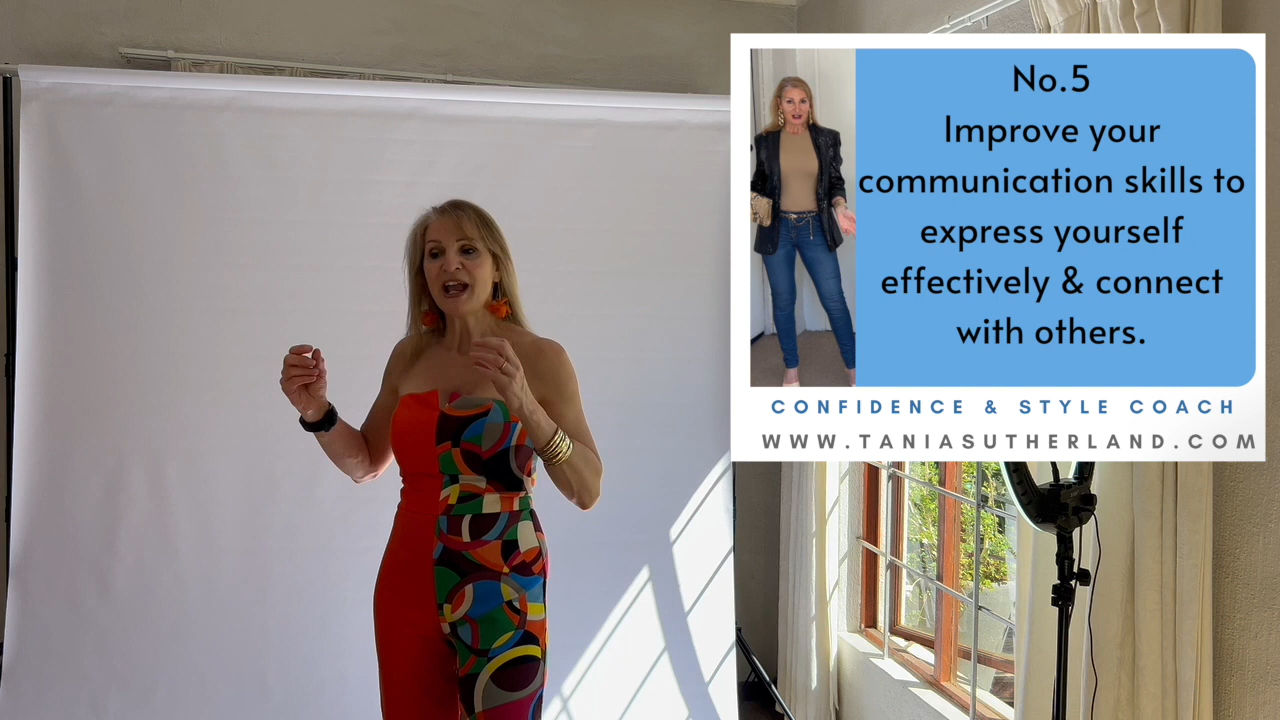 No.5
Improve your
communication skills to
express yourself
effectively & connect
with others.
CONFIDENCE & STYLE COACH
WWW.TANIASUTHERLAND.COM